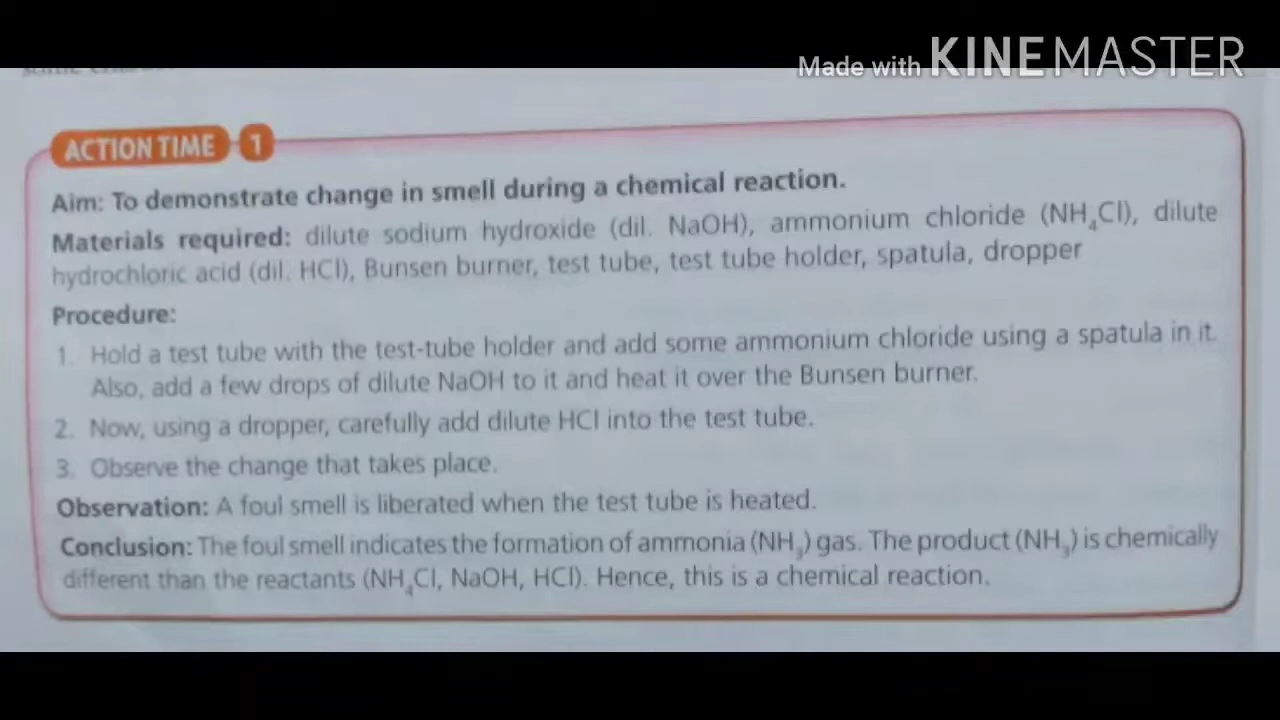 Made with KINEMASTER
ACTION TIME 1
Aim: To demonstrate change in smell during a chemical reaction.
Materials required: dilute sodium hydroxide (dil. NaOH), ammonium chloride (NH₄Cl), dilute
hydrochloric acid (dil. HCl), Bunsen burner, test tube, test tube holder, spatula, dropper
Procedure:
1. Hold a test tube with the test-tube holder and add some ammonium chloride using a spatula in it.
Also, add a few drops of dilute NaOH to it and heat it over the Bunsen burner.
2. Now, using a dropper, carefully add dilute HCl into the test tube.
3. Observe the change that takes place.
Observation: A foul smell is liberated when the test tube is heated.
Conclusion: The foul smell indicates the formation of ammonia (NH₃) gas. The product (NH₃) is chemically
different than the reactants (NH₄Cl, NaOH, HCl). Hence, this is a chemical reaction.